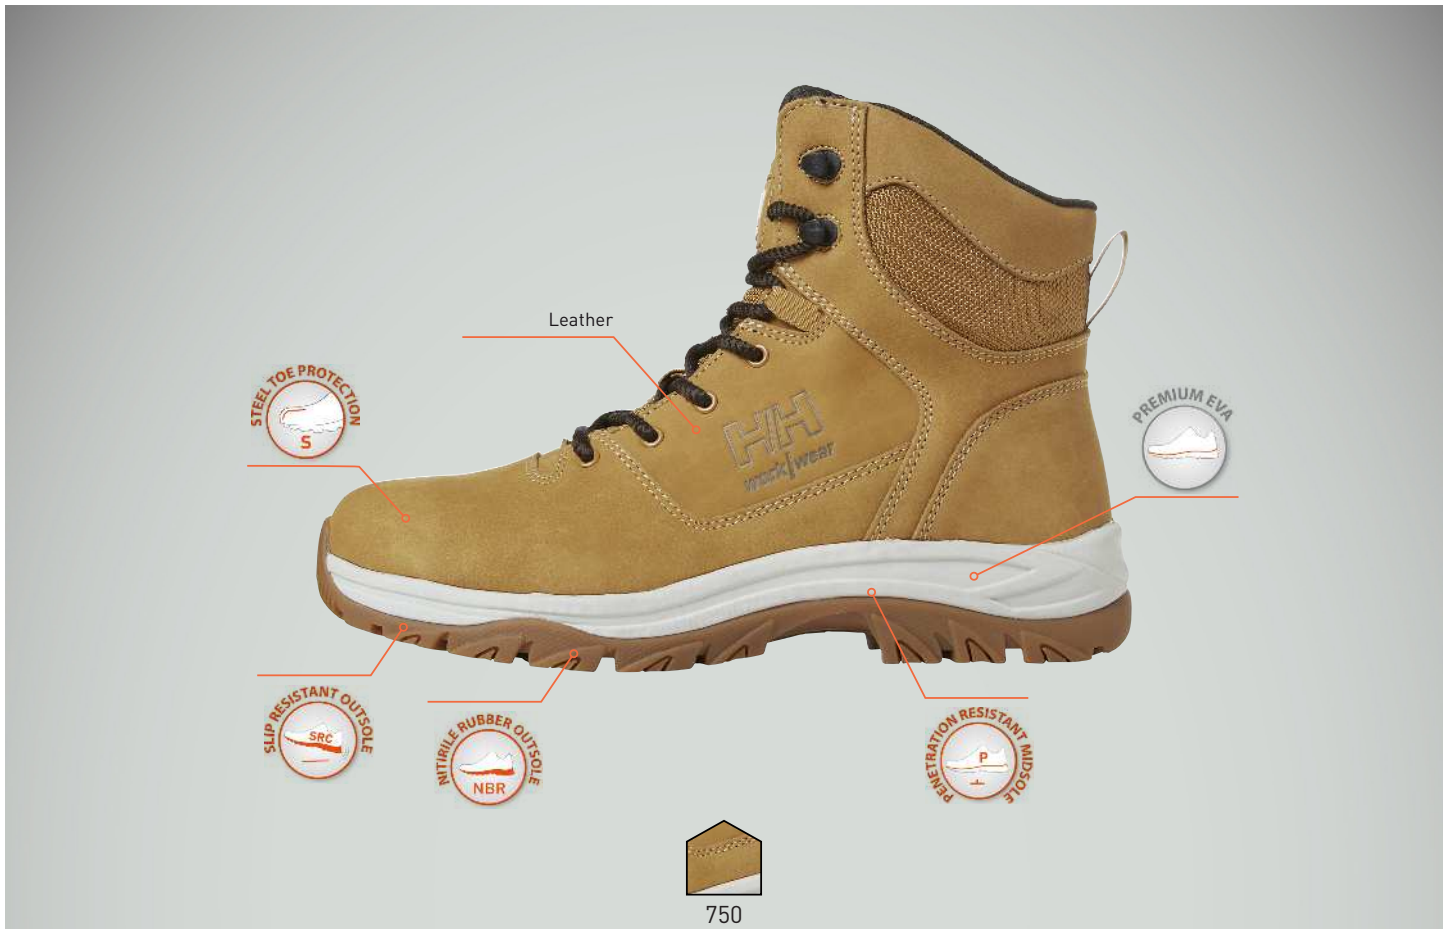 Leather
STEEL TOE PROTECTION
S
HH
work wear
PREMIUM EVA
SLIP RESISTANT OUTSOLE
SRC
NITIRILE RUBBER OUTSOLE
NBR
PENETRATION RESISTANT MIDSOLE
P
750